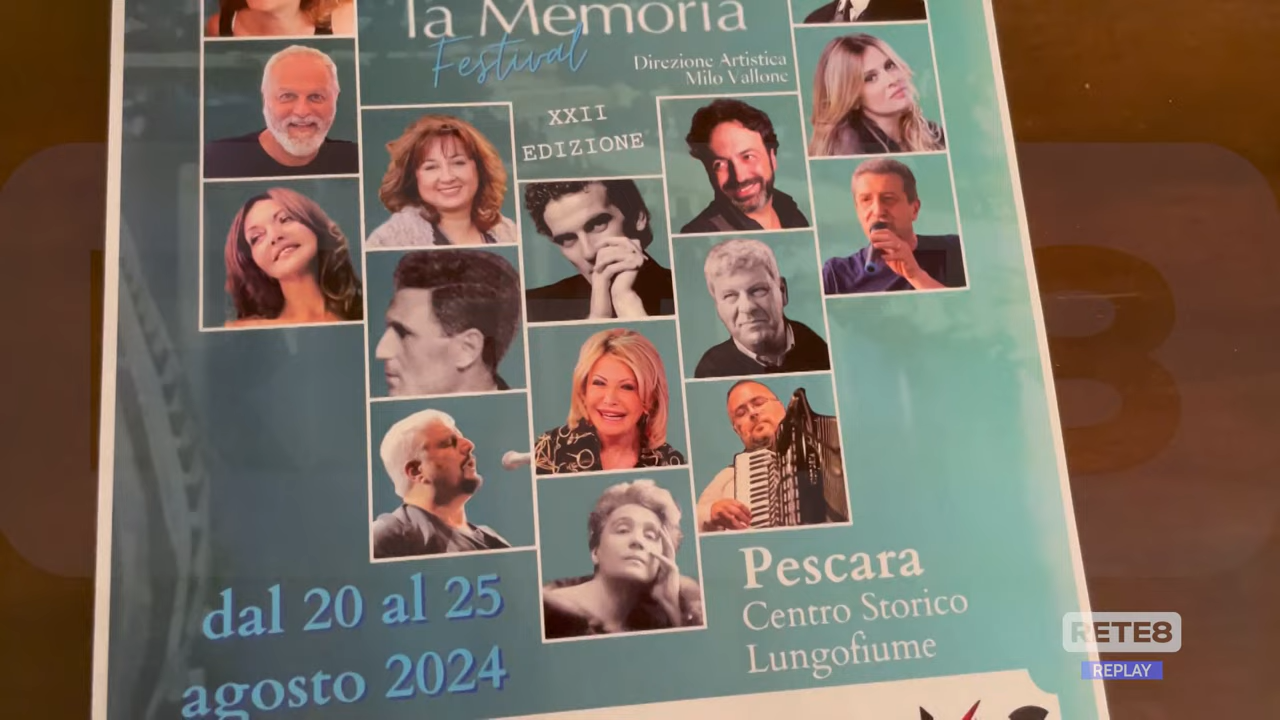 la Memoria
Festival
Direzione Artistica
Milo Vallone
XXII
EDIZIONE
dal 20 al 25
agosto 2024
Pescara
Centro Storico
Lungofiume
RETE8
REPLAY